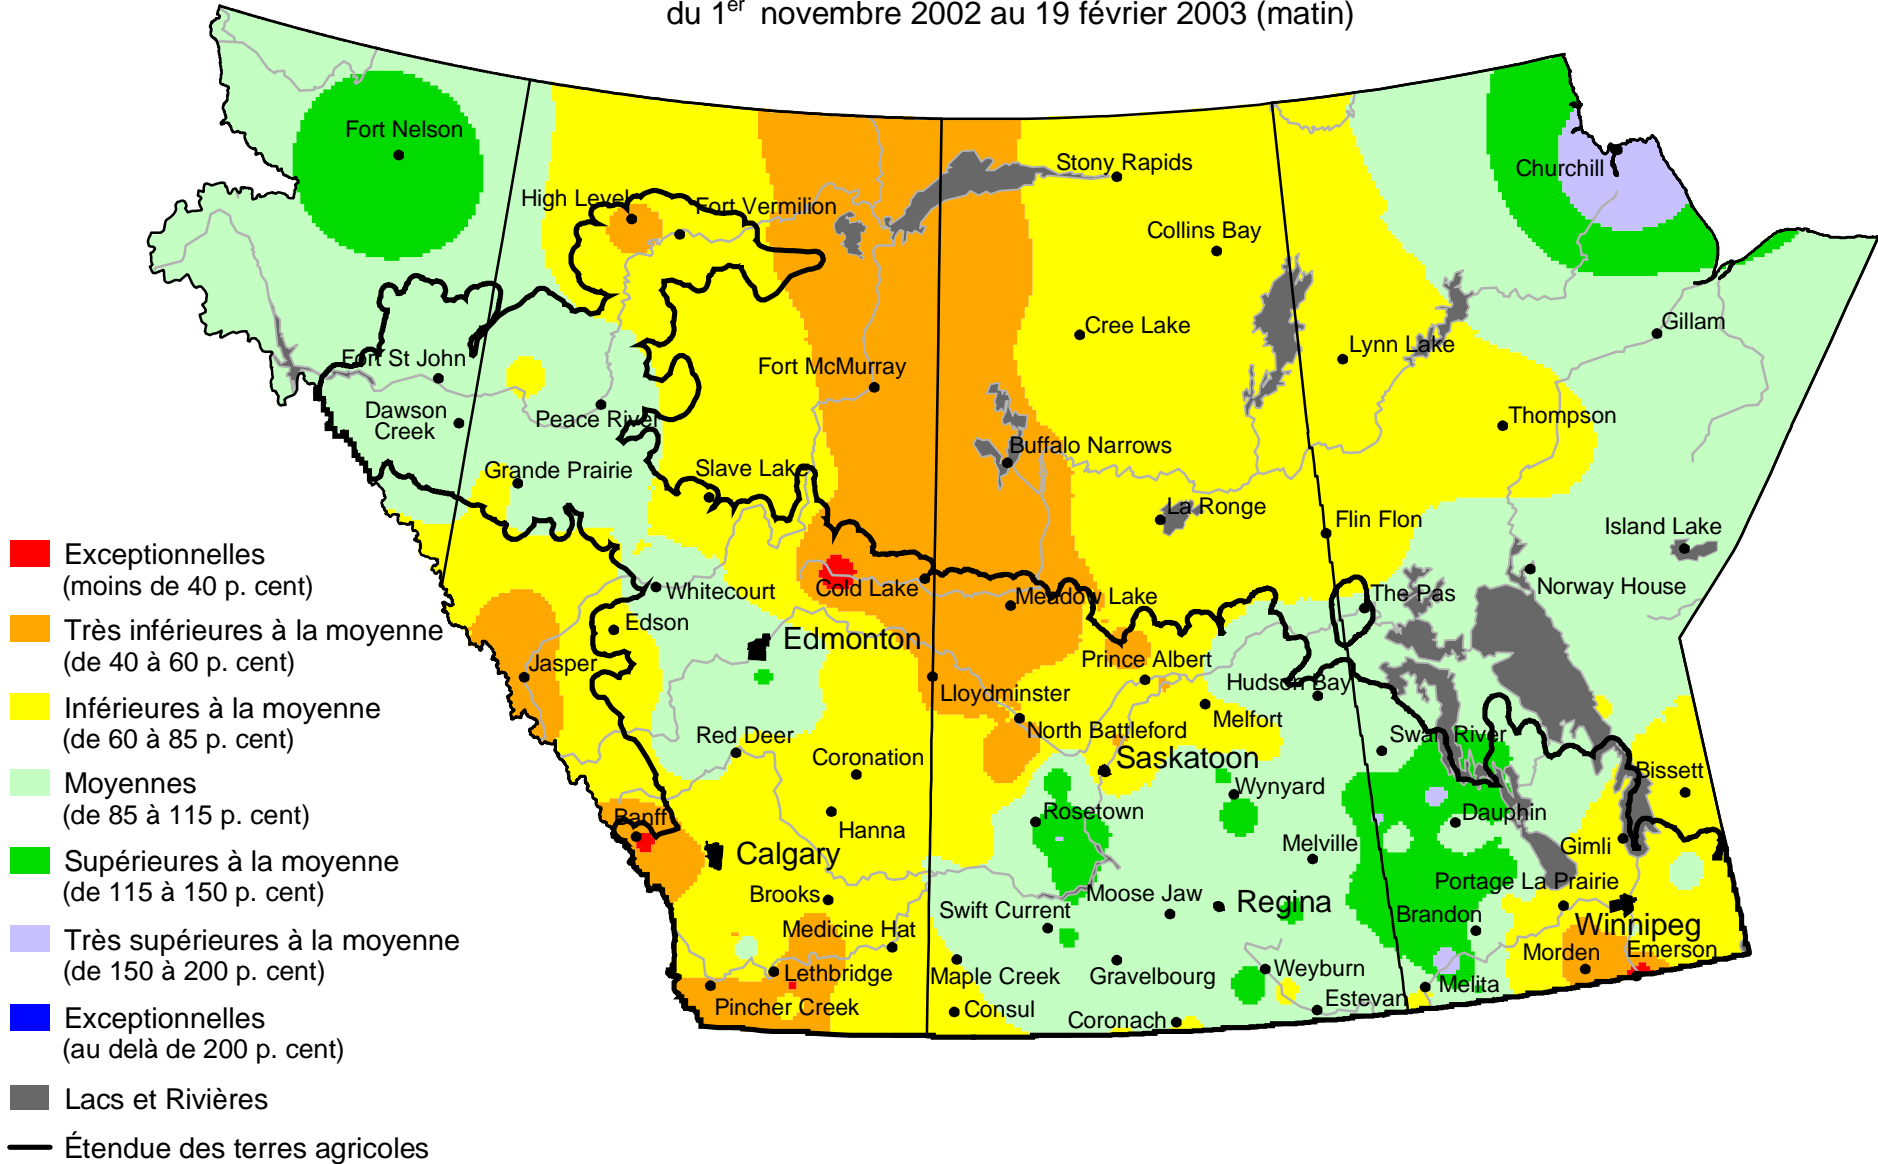 du 1er novembre 2002 au 19 février 2003 (matin)
Fort Nelson
Churchill
Stony Rapids
High Level
Fort Vermilion
Collins Bay
Gillam
Cree Lake
Lynn Lake
Fort St John
Fort McMurray
Dawson
Creek
Peace River
Thompson
Buffalo Narrows
Grande Prairie
Slave Lake
La Ronge
Flin Flon
Island Lake
Cold Lake
Whitecourt
Meadow Lake
The Pas
Norway House
Edson
Edmonton
Jasper
Prince Albert
Lloydminster
Hudson Bay
Melfort
North Battleford
Red Deer
Swan River
Coronation
Saskatoon
Bissett
Wynyard
Banff
Hanna
Rosetown
Dauphin
Calgary
Melville
Gimli
Brooks
Moose Jaw
Portage La Prairie
Swift Current
Regina
Brandon
Medicine Hat
Winnipeg
Morden
Emerson
Lethbridge
Maple Creek
Gravelbourg
Weyburn
Melita
Pincher Creek
Consul
Coronach
Estevan
Exceptionnelles
(moins de 40 p. cent)
Très inférieures à la moyenne
(de 40 à 60 p. cent)
Inférieures à la moyenne
(de 60 à 85 p. cent)
Moyennes
(de 85 à 115 p. cent)
Supérieures à la moyenne
(de 115 à 150 p. cent)
Très supérieures à la moyenne
(de 150 à 200 p. cent)
Exceptionnelles
(au delà de 200 p. cent)
Lacs et Rivières
Étendue des terres agricoles